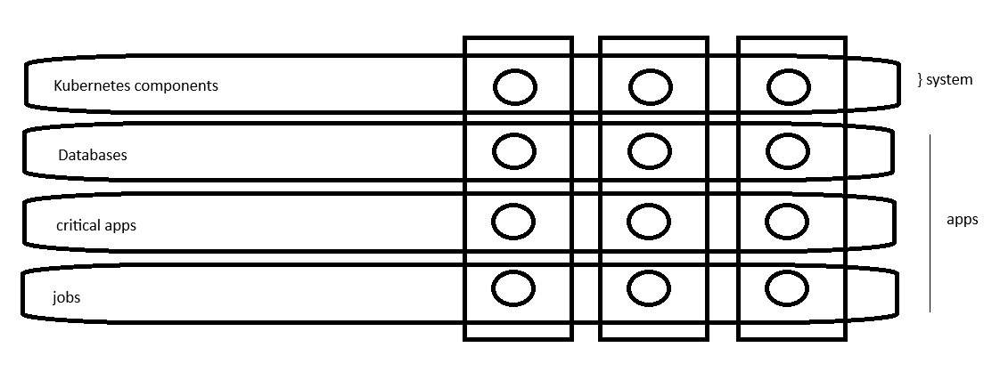 Kubernetes components
} system
Databases
critical apps
apps
jobs